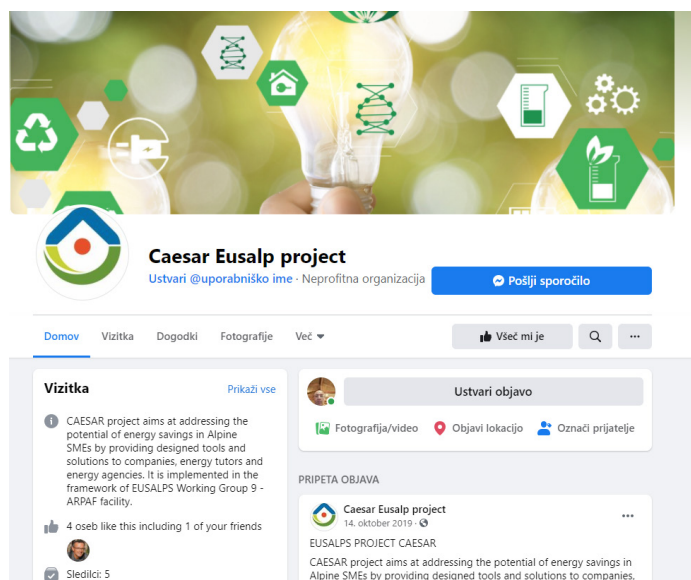 Caesar Eusalp project
Ustvari @uporabniško ime · Neprofitna organizacija
Pošlji sporočilo
Domov
Vizitka
Dogodki
Fotografije
Več
Všeč mi je
Vizitka
Prikaži vse
CAESAR project aims at addressing the
potential of energy savings in Alpine
SMEs by providing designed tools and
solutions to companies, energy tutors and
energy agencies. It is implemented in the
framework of EUSALPS Working Group 9 -
ARPAF facility.
4 oseb like this including 1 of your friends
Sledilci: 5
Ustvari objavo
Fotografija/video
Objavi lokacijo
Označi prijatelje
PRIPETA OBJAVA
Caesar Eusalp project
14. oktober 2019 ·
EUSALPS PROJECT CAESAR
CAESAR project aims at addressing the potential of energy savings in
Alpine SMEs by providing designed tools and solutions to companies,